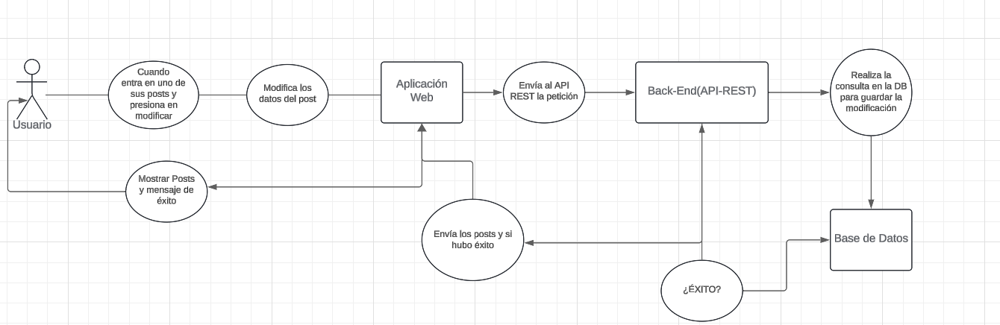 Usuario
Cuando
entra en uno de
sus posts y
presiona en
modificar
Modifica los
datos del post
Aplicación
Web
Envía al API
REST la petición
Back-End(API-REST)
Realiza la
consulta en la DB
para guardar la
modificación
Mostrar Posts
y mensaje de
éxito
Envía los posts y si
hubo éxito
¿ÉXITO?
Base de Datos